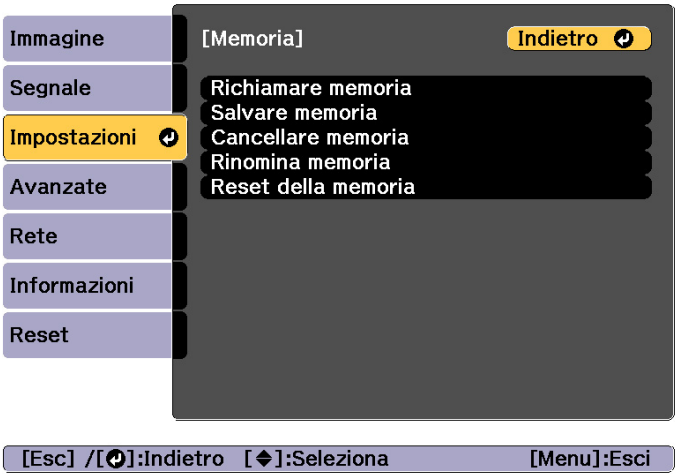 Immagine
Segnale
Impostazioni
Avanzate
Rete
Informazioni
Reset
[Memoria]
Indietro
Richiamare memoria
Salvare memoria
Cancellare memoria
Rinomina memoria
Reset della memoria
[Esc] /[⏎]:Indietro [◆]:Seleziona [Menu]:Esci